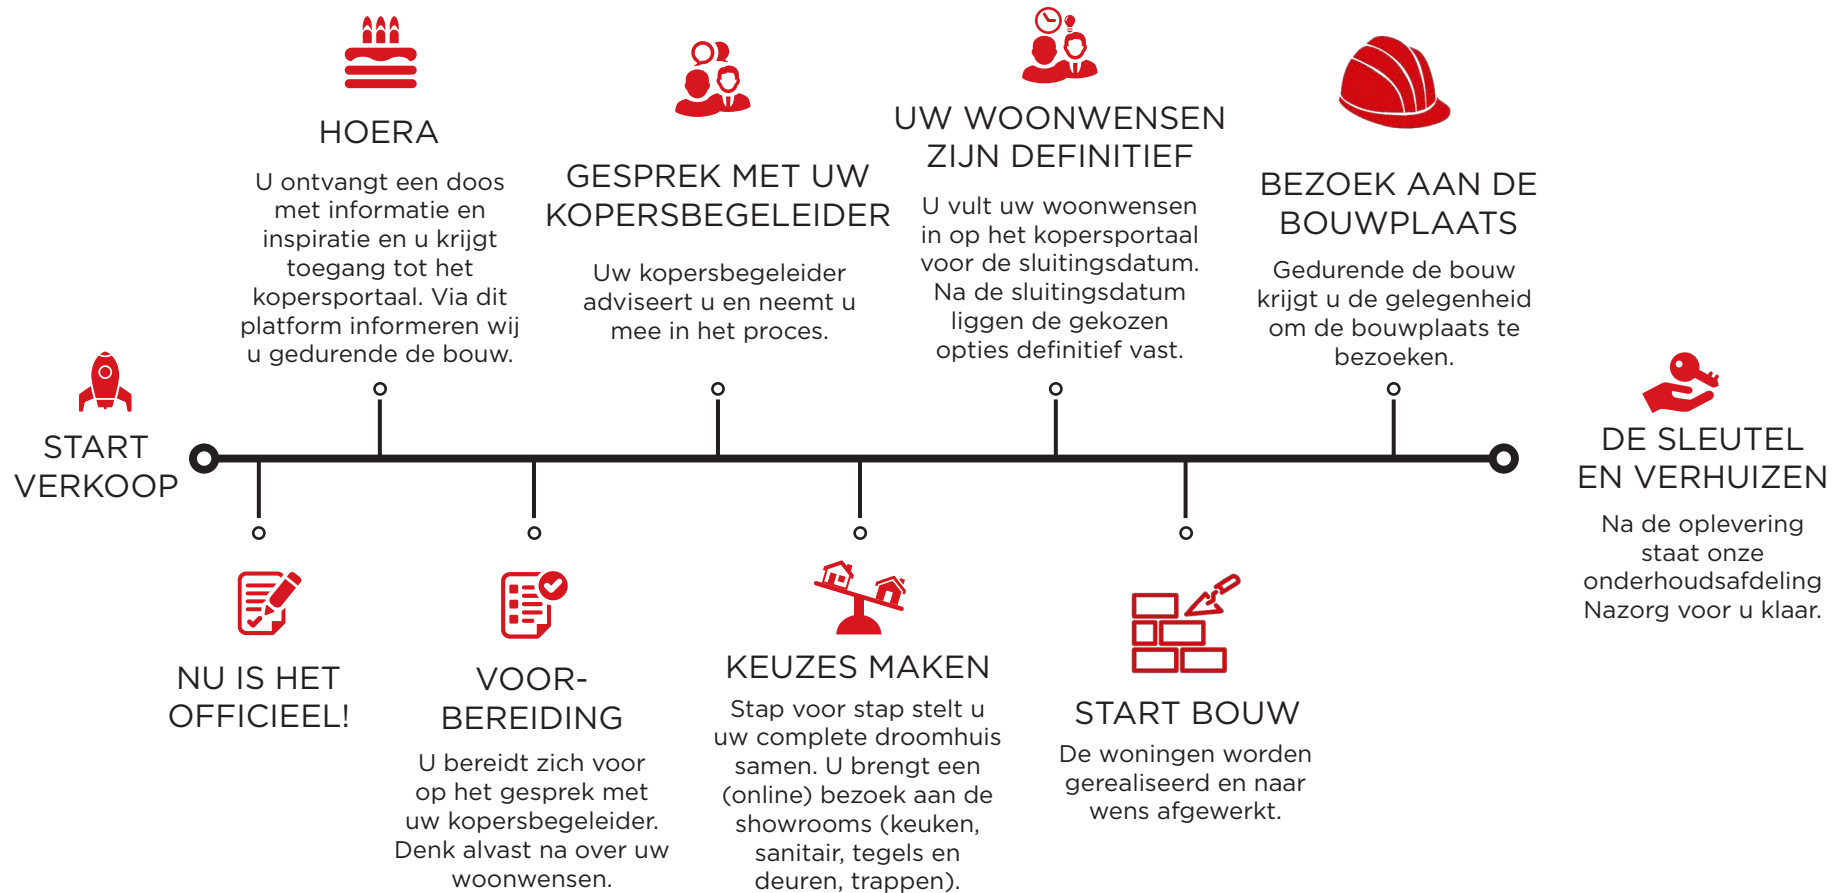 START
VERKOOP
NU IS HET
OFFICIEEL!
HOERA
U ontvangt een doos
met informatie en
inspiratie en u krijgt
toegang tot het
kopersportaal. Via dit
platform informeren wij
u gedurende de bouw.
VOOR-
BEREIDING
U bereidt zich voor
op het gesprek met
uw kopersbegeleider.
Denk alvast na over uw
woonwensen.
GESPREK MET UW
KOPERSBEGELEIDER
Uw kopersbegeleider
adviseert u en neemt u
mee in het proces.
KEUZES MAKEN
Stap voor stap stelt u
uw complete droomhuis
samen. U brengt een
(online) bezoek aan de
showrooms (keuken,
sanitair, tegels en
deuren, trappen).
UW WOONWENSEN
ZIJN DEFINITIEF
U vult uw woonwensen
in op het kopersportaal
voor de sluitingsdatum.
Na de sluitingsdatum
liggen de gekozen
opties definitief vast.
START BOUW
De woningen worden
gerealiseerd en naar
wens afgewerkt.
BEZOEK AAN DE
BOUWPLAATS
Gedurende de bouw
krijgt u de gelegenheid
om de bouwplaats te
bezoeken.
DE SLEUTEL
EN VERHUIZEN
Na de oplevering
staat onze
onderhoudsafdeling
Nazorg voor u klaar.